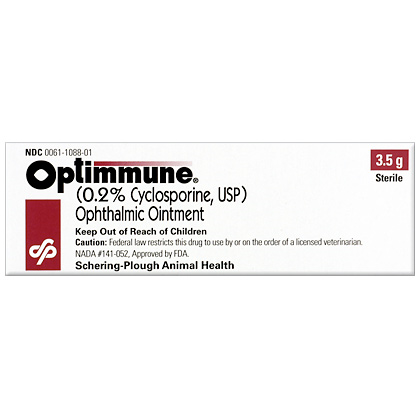 NDC 0061-1088-01
Optimmune®
3.5 g
Sterile
(0.2% Cyclosporine, USP)
Ophthalmic Ointment
Keep Out of Reach of Children
Caution: Federal law restricts this drug to use by or on the order of a licensed veterinarian.
NADA #141-052, Approved by FDA.
Schering-Plough Animal Health